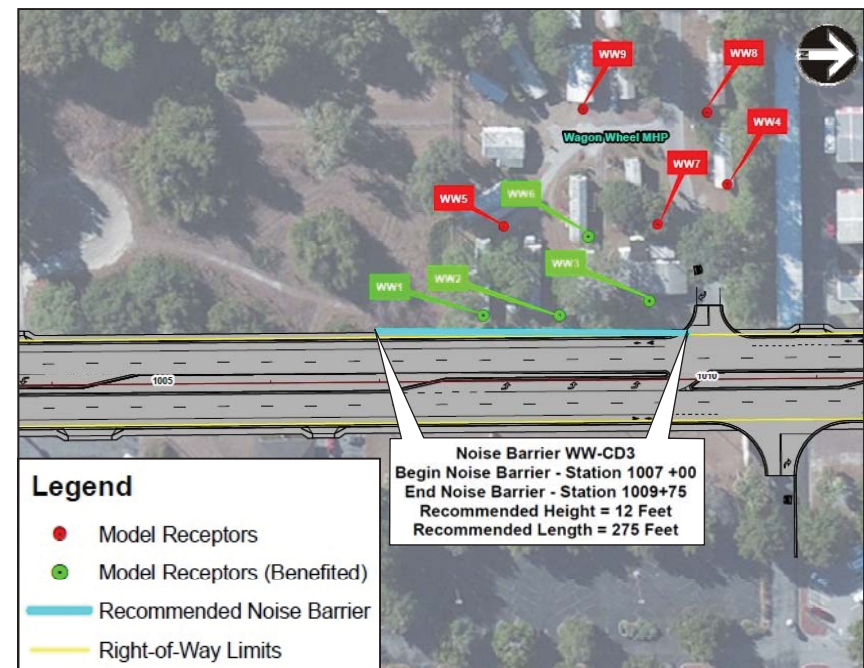 WW9
WW8
N
WW4
Wagon Wheel MHP
WW7
WW6
WW5
WW3
WW2
WW1
1005
1010
Noise Barrier WW-CD3
Begin Noise Barrier - Station 1007 +00
End Noise Barrier - Station 1009+75
Recommended Height = 12 Feet
Recommended Length = 275 Feet
Legend
Model Receptors
Model Receptors (Benefited)
Recommended Noise Barrier
Right-of-Way Limits